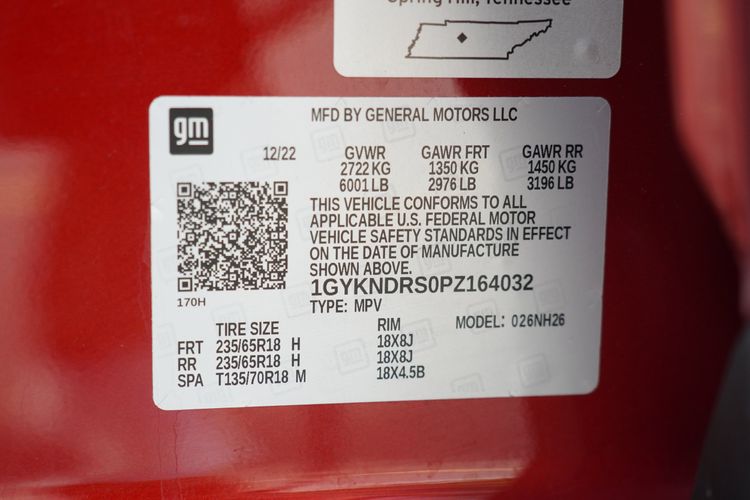 Spring Hill, Tennessee
gm
MFD BY GENERAL MOTORS LLC
12/22 GVWR GAWR FRT GAWR RR
2722 KG 1350 KG 1450 KG
6001 LB 2976 LB 3196 LB
THIS VEHICLE CONFORMS TO ALL
APPLICABLE U.S. FEDERAL MOTOR
VEHICLE SAFETY STANDARDS IN EFFECT
ON THE DATE OF MANUFACTURE
SHOWN ABOVE.
170H
1GYKNDRS0PZ164032
TYPE: MPV
TIRE SIZE RIM MODEL: 026NH26
FRT 235/65R18 H 18X8J
RR 235/65R18 H 18X8J
SPA T135/70R18 M 18X4.5B